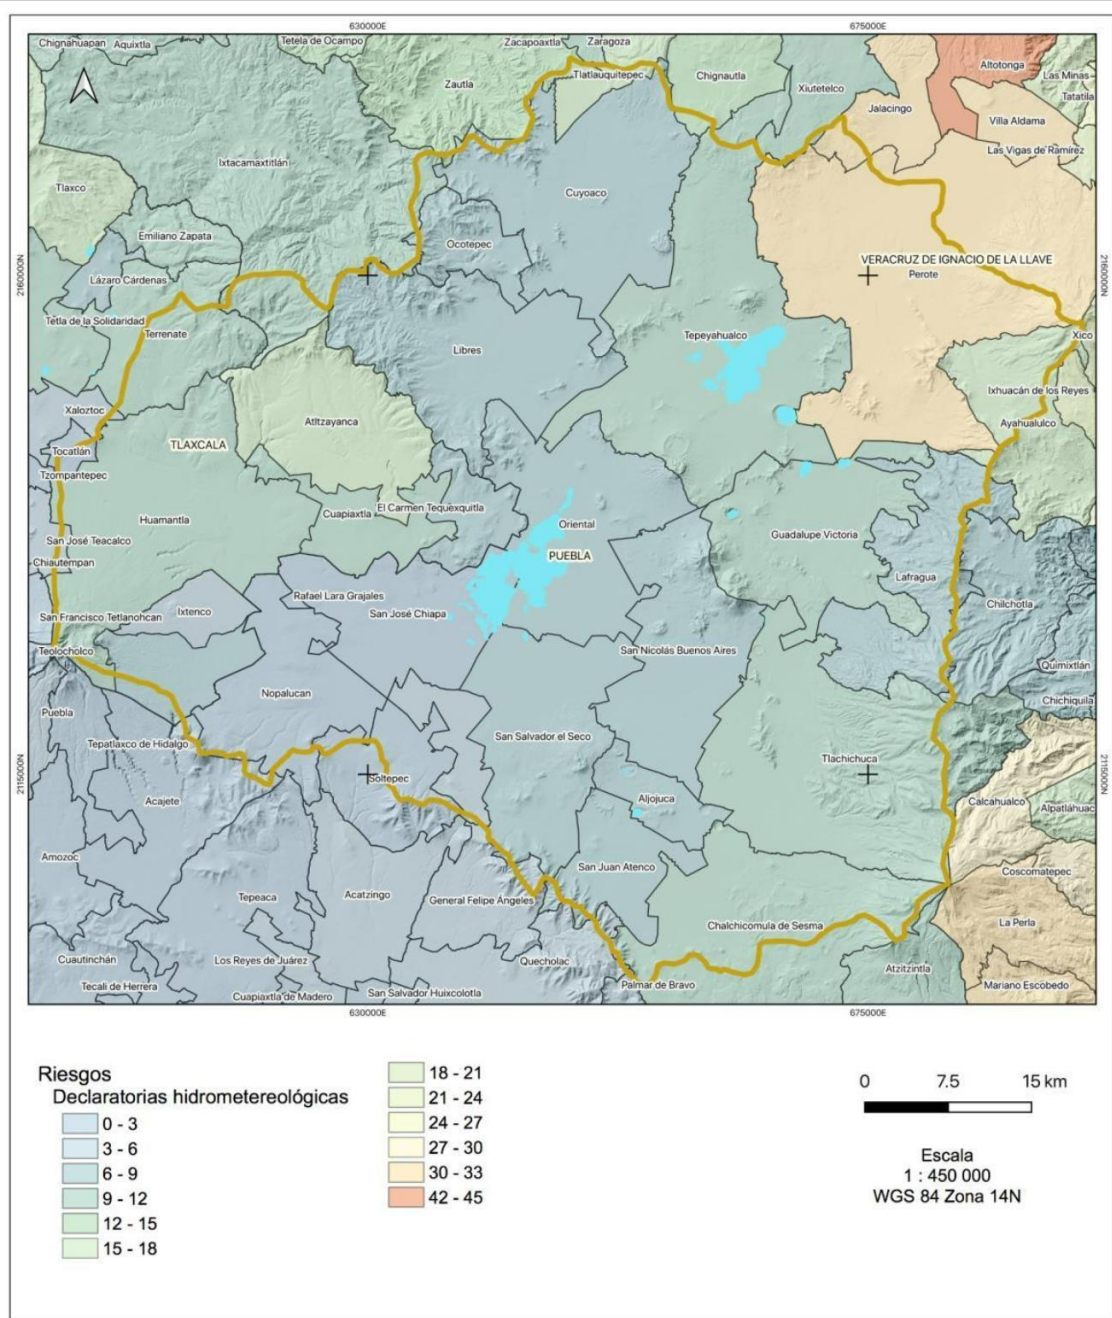 630000E
675000E
Chignahuapan
Aquixtla
Tetela de Ocampo
Zacapoaxtla
Zaragoza
Altotonga
Tlatlauquitepec
Chignautla
Las Minas
Zautla
Xiutetelco
Tatatila
Jalacingo
Villa Aldama
Las Vigas de Ramírez
Ixtacamaxtitlán
Tlaxco
Cuyoaco
Emiliano Zapata
Ocotepec
2160000N
VERACRUZ DE IGNACIO DE LA LLAVE
2160000N
Perote
Lázaro Cárdenas
Tetla de la Solidaridad
Terrenate
Tepeyahualco
Xico
Libres
Ixhuacán de los Reyes
Xaloztoc
Atltzayanca
Ayahualulco
TLAXCALA
Tocatlán
Tzompantepec
El Carmen Tequexquitla
Cuapiaxtla
Huamantla
Oriental
Guadalupe Victoria
San José Teacalco
PUEBLA
Chiautempan
Lafragua
Rafael Lara Grajales
Ixtenco
San José Chiapa
Chilchotla
San Francisco Tetlanohcan
Teolocholco
San Nicolás Buenos Aires
Quimixtlán
Nopalucan
Chichiquila
Puebla
San Salvador el Seco
Tepatlaxco de Hidalgo
Tlachichuca
2115000N
2115000N
Soltepec
Acajete
Aljojuca
Calcahualco
Alpatláhuac
Amozoc
San Juan Atenco
Coscomatepec
Tepeaca
Acatzingo
General Felipe Ángeles
Chalchicomula de Sesma
La Perla
Cuautinchán
Los Reyes de Juárez
Quecholac
Atzitzintla
Tecali de Herrera
Cuapiaxtla de Madero
San Salvador Huixcolotla
Palmar de Bravo
Mariano Escobedo
630000E
675000E
Riesgos
Declaratorias hidrometereológicas
0 - 3
3 - 6
6 - 9
9 - 12
12 - 15
15 - 18
18 - 21
21 - 24
24 - 27
27 - 30
30 - 33
42 - 45
0 7.5 15 km
Escala
1 : 450 000
WGS 84 Zona 14N